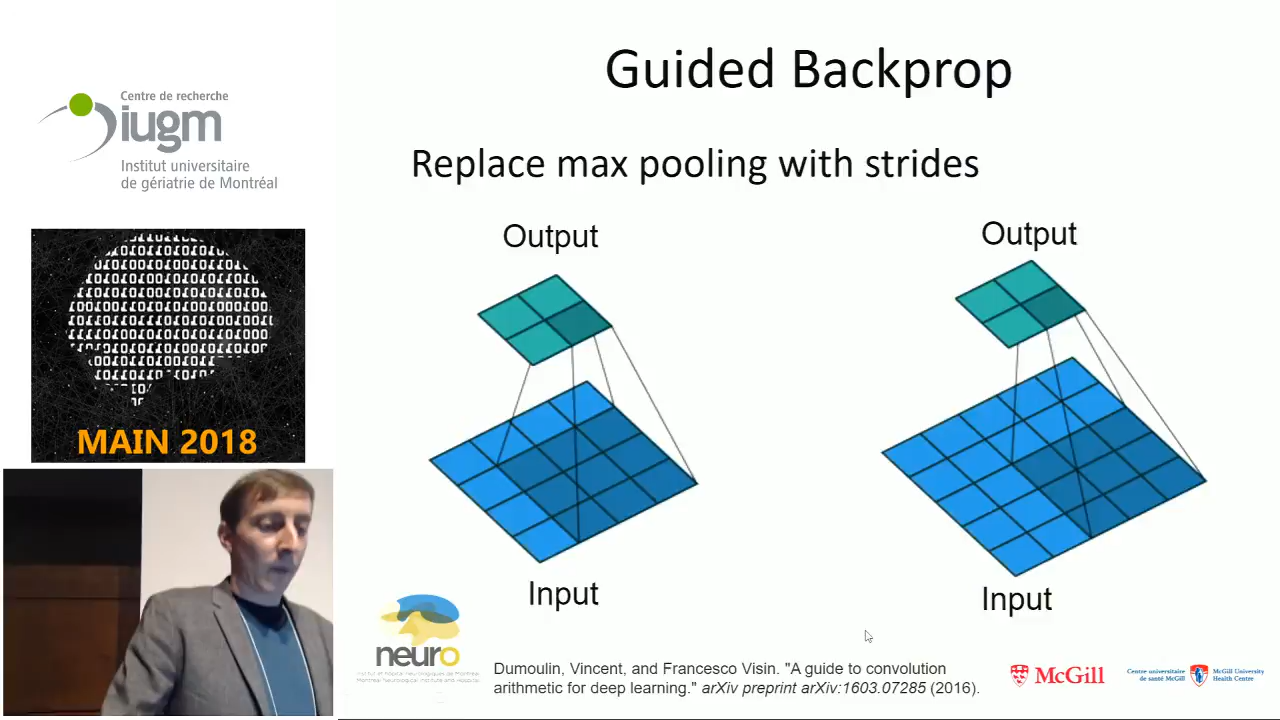 Centre de recherche
iugm
Institut universitaire
de gériatrie de Montréal
MAIN 2018
Guided Backprop
Replace max pooling with strides
Output
Output
Input
Input
neuro
Dumoulin, Vincent, and Francesco Visin. "A guide to convolution
arithmetic for deep learning." arXiv preprint arXiv:1603.07285 (2016).
McGill
Centre universitaire
de santé McGill
McGill University
Health Centre